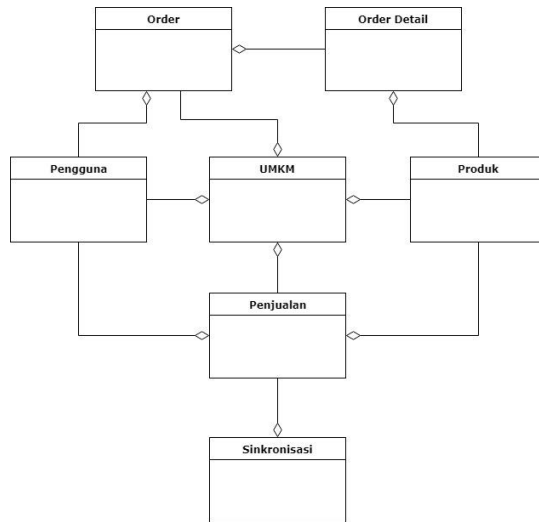 Order
Order Detail
Pengguna
UMKM
Produk
Penjualan
Sinkronisasi